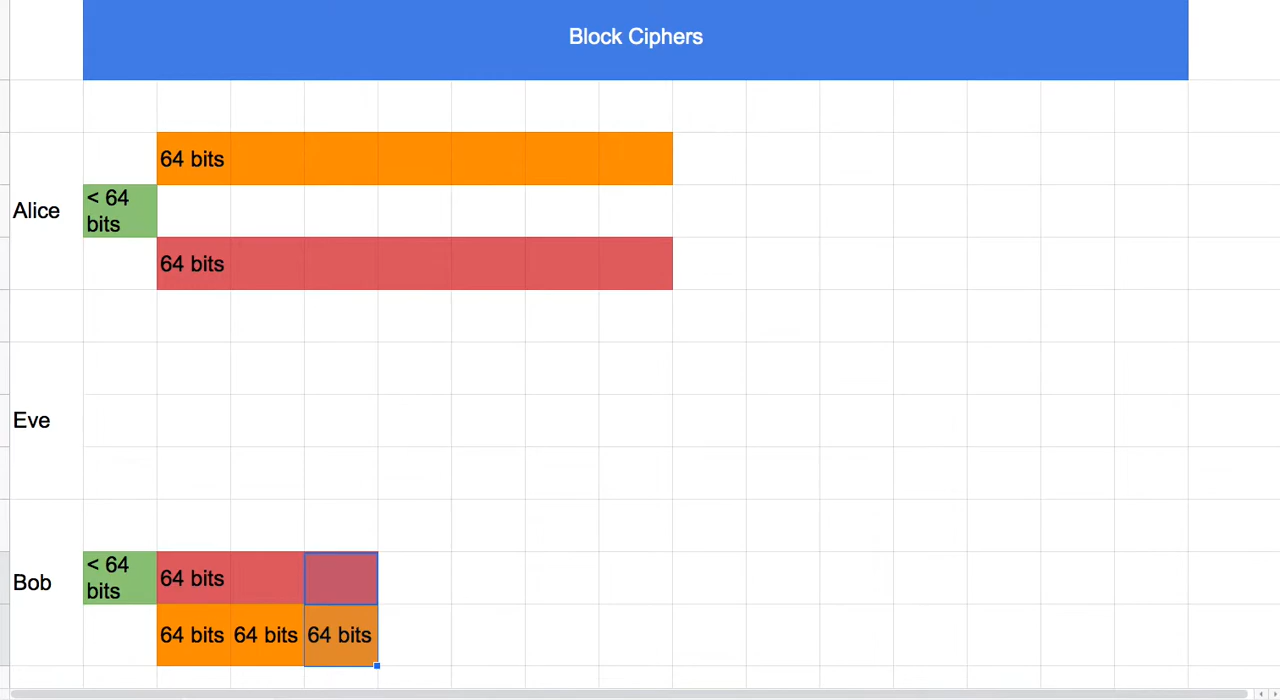 Block Ciphers
64 bits
Alice
< 64
bits
64 bits
Eve
Bob
< 64
bits
64 bits
64 bits 64 bits 64 bits